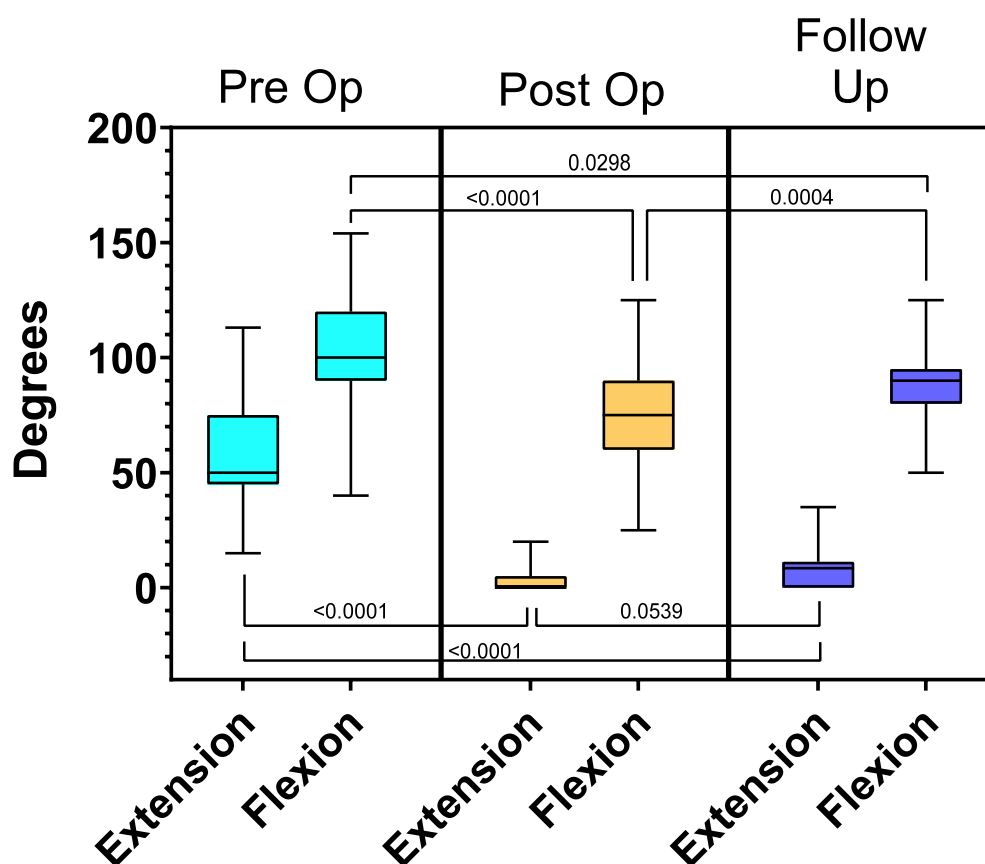 Pre Op
Post Op
Follow
Up
Degrees
200
150
100
50
0
0.0298
<0.0001
0.0004
<0.0001
0.0539
<0.0001
Extension
Flexion
Extension
Flexion
Extension
Flexion